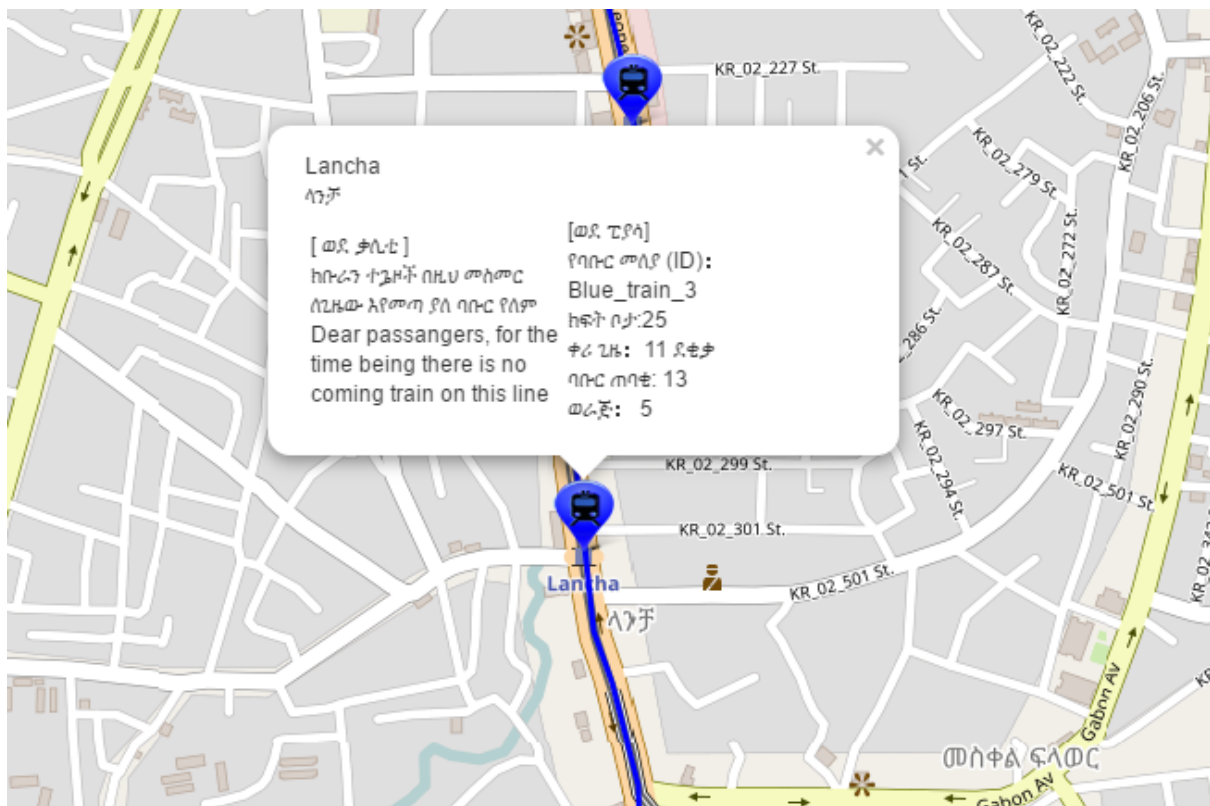 KR_02_227 St.
KR_02_222 St.
KR_02_206 St.
KR_02_279 St.
KR_02_272 St.
KR_02_287 St.
KR_02_286 St.
KR_02_290 St.
Lancha
ላንቻ
[ ወደ ቃሊቲ ]
ክቡራን ተጓዞች በዚህ መስመር
ለጊዜው እየመጣ ያለ ባቡር የለም
Dear passangers, for the
time being there is no
coming train on this line
[ወደ ፒያሳ]
የባቡር መለያ (ID)፡
Blue_train_3
ክፍት ቦታ:25
ቀሪ ጊዜ፡ 11 ደቂቃ
ባቡር ጠባቂ: 13
ወራጅ፡ 5
KR_02_297 St.
KR_02_299 St.
KR_02_294 St.
KR_02_501 St.
KR_02_301 St.
Lancha
KR_02_501 St.
ላንቻ
Gabon Av
መስቀል ፍላወር
Gabon Av